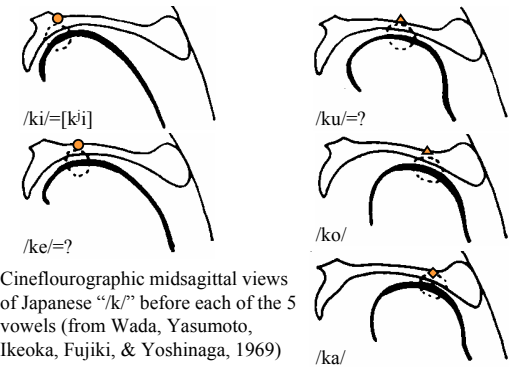 /ki/=[kʲi]
/ku/=?
/ke/=?
/ko/
Cineflourographic midsagittal views
of Japanese “/k/” before each of the 5
vowels (from Wada, Yasumoto,
Ikeoka, Fujiki, & Yoshinaga, 1969)
/ka/